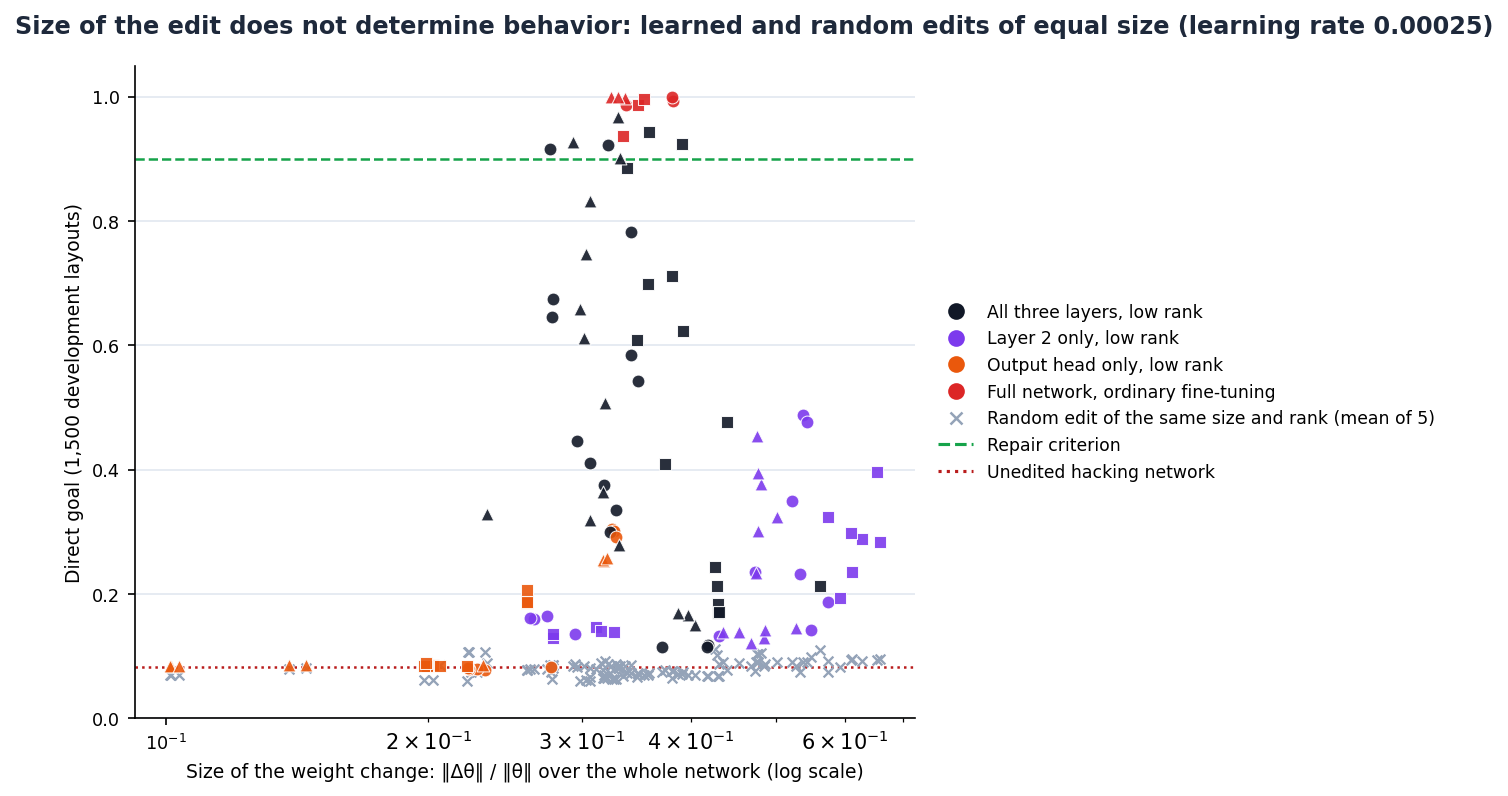 Size of the edit does not determine behavior: learned and random edits of equal size (learning rate 0.00025)
Direct goal (1,500 development layouts)
1.0
0.8
0.6
0.4
0.2
0.0
10⁻¹
2 × 10⁻¹
3 × 10⁻¹
4 × 10⁻¹
6 × 10⁻¹
Size of the weight change: ‖Δθ‖ / ‖θ‖ over the whole network (log scale)
All three layers, low rank
Layer 2 only, low rank
Output head only, low rank
Full network, ordinary fine-tuning
Random edit of the same size and rank (mean of 5)
Repair criterion
Unedited hacking network